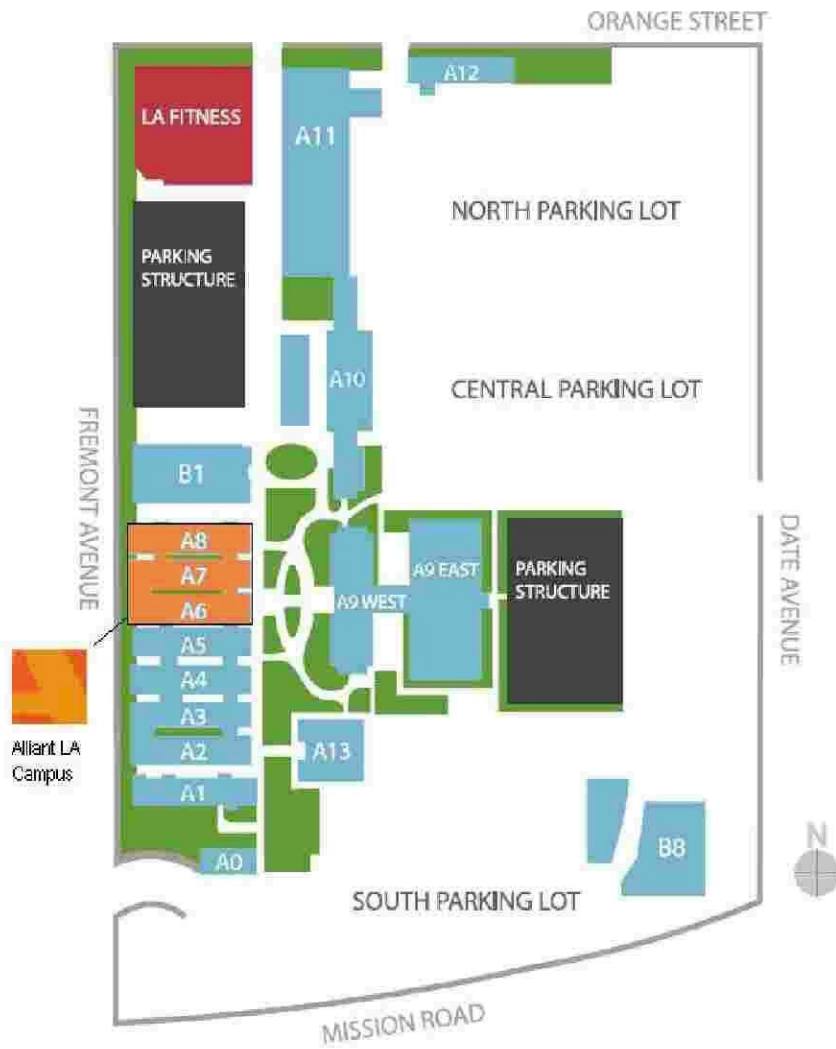 ORANGE STREET
A12
LA FITNESS
A11
NORTH PARKING LOT
PARKING
STRUCTURE
A10
CENTRAL PARKING LOT
FREMONT AVENUE
B1
DATE AVENUE
A8
A7
A6
A9 WEST
A9 EAST
PARKING
STRUCTURE
A5
A4
A3
A2
A13
Alliant LA
Campus
A1
A0
B8
N
SOUTH PARKING LOT
MISSION ROAD